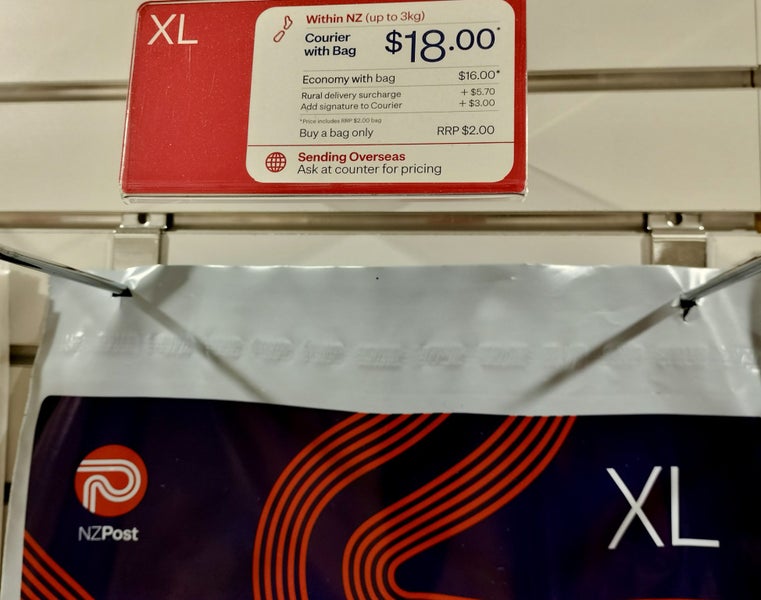 XL
Within NZ (up to 3kg)
Courier with Bag $18.00*
Economy with bag $16.00*
Rural delivery surcharge + $5.70
Add signature to Courier + $3.00
*Price includes RRP $2.00 bag
Buy a bag only RRP $2.00
Sending Overseas
Ask at counter for pricing
NZPost
XL